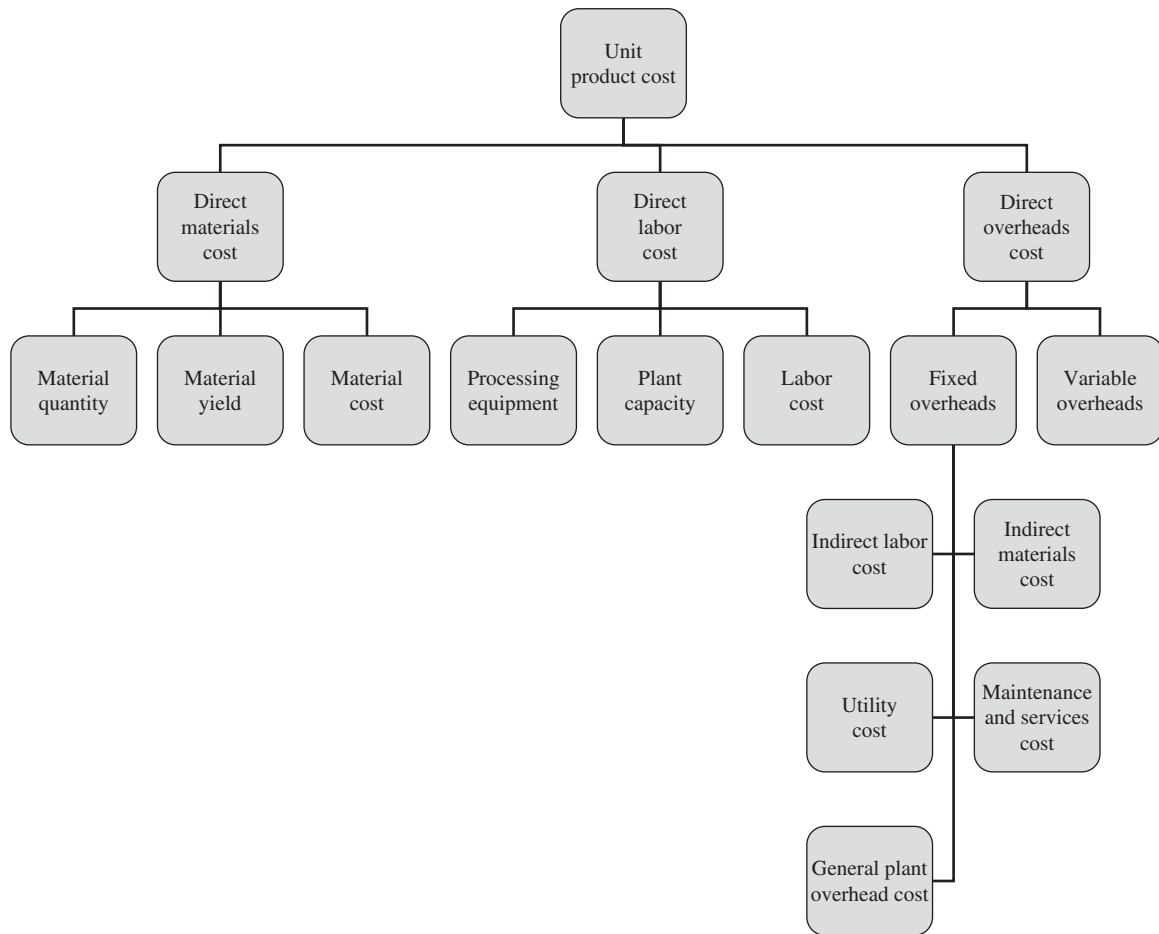 Unit
product cost
Direct
materials
cost
Direct
labor
cost
Direct
overheads
cost
Material
quantity
Material
yield
Material
cost
Processing
equipment
Plant
capacity
Labor
cost
Fixed
overheads
Variable
overheads
Indirect labor
cost
Indirect
materials
cost
Utility
cost
Maintenance
and services
cost
General plant
overhead cost